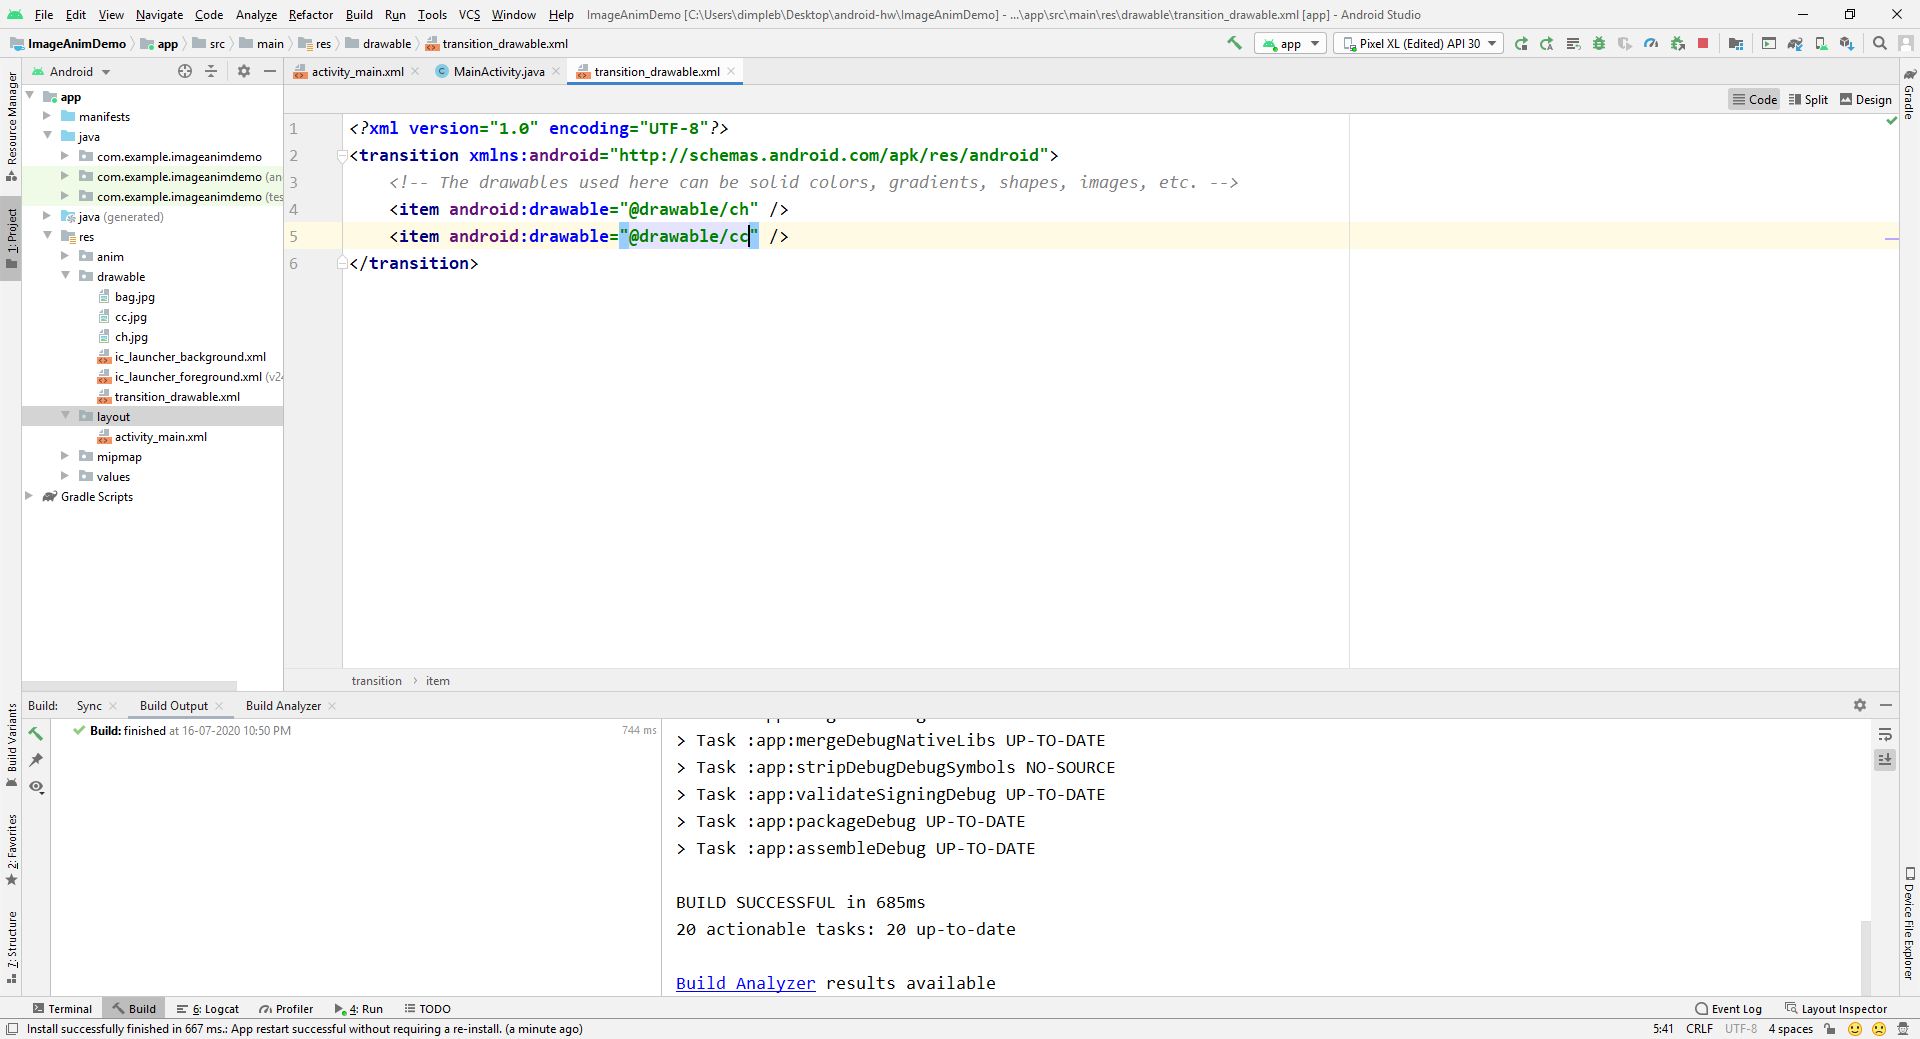 File Edit View Navigate Code Analyze Refactor Build Run Tools VCS Window Help ImageAnimDemo [C:\Users\dimpleb\Desktop\android-hw\ImageAnimDemo] - ...\app\src\main\res\drawable\transition_drawable.xml [app] - Android Studio
ImageAnimDemo app src main res drawable transition_drawable.xml app Pixel XL (Edited) API 30
Android activity_main.xml MainActivity.java transition_drawable.xml
Code Split Design
Resource Manager
1: Project
Build Variants
2: Favorites
7: Structure
app
manifests
java
com.example.imageanimdemo
com.example.imageanimdemo (an
com.example.imageanimdemo (tes
java (generated)
res
anim
drawable
bag.jpg
cc.jpg
ch.jpg
ic_launcher_background.xml
ic_launcher_foreground.xml (v24
transition_drawable.xml
layout
activity_main.xml
mipmap
values
Gradle Scripts
1 <?xml version="1.0" encoding="UTF-8"?>
2 <transition xmlns:android="http://schemas.android.com/apk/res/android">
3 <!-- The drawables used here can be solid colors, gradients, shapes, images, etc. -->
4 <item android:drawable="@drawable/ch" />
5 <item android:drawable="@drawable/cc" />
6 </transition>
transition › item
Gradle
Device File Explorer
Build: Sync Build Output Build Analyzer
Build: finished at 16-07-2020 10:50 PM 744 ms
> Task :app:mergeDebugNativeLibs UP-TO-DATE
> Task :app:stripDebugDebugSymbols NO-SOURCE
> Task :app:validateSigningDebug UP-TO-DATE
> Task :app:packageDebug UP-TO-DATE
> Task :app:assembleDebug UP-TO-DATE
BUILD SUCCESSFUL in 685ms
20 actionable tasks: 20 up-to-date
Build Analyzer results available
Terminal Build 6: Logcat Profiler 4: Run TODO Event Log Layout Inspector
Install successfully finished in 667 ms.: App restart successful without requiring a re-install. (a minute ago) 5:41 CRLF UTF-8 4 spaces